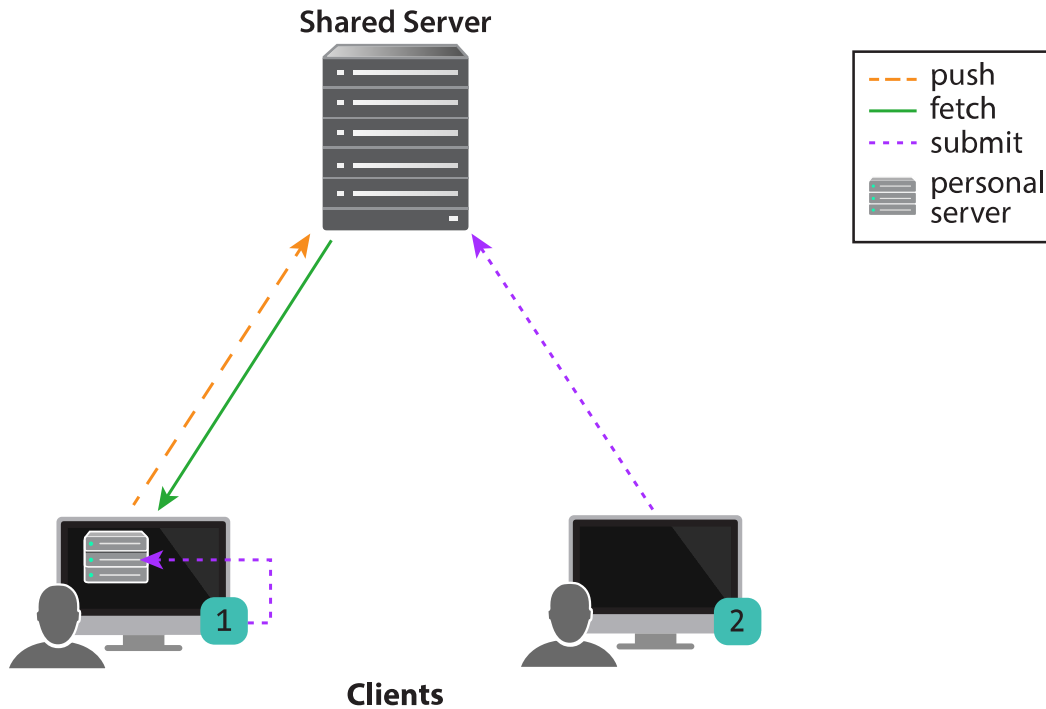 Shared Server
push
fetch
submit
personal
server
1
2
Clients